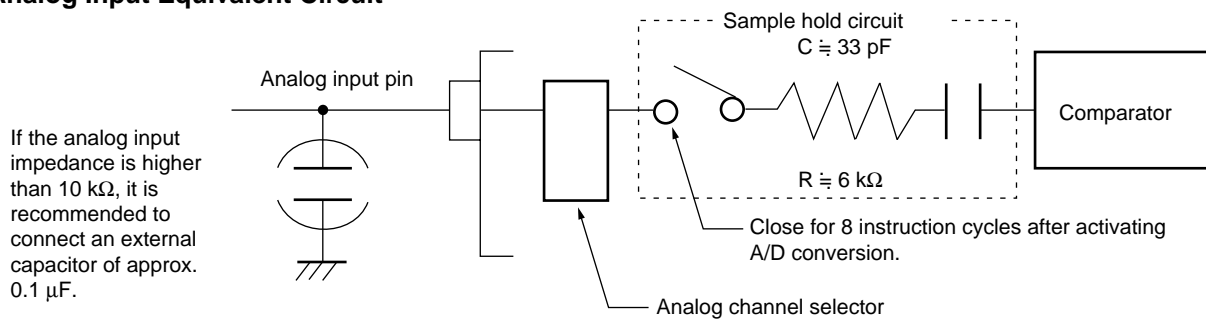 Analog Input Equivalent Circuit
Sample hold circuit
C ≒ 33 pF
Analog input pin
Comparator
If the analog input
impedance is higher
than 10 kΩ, it is
recommended to
connect an external
capacitor of approx.
0.1 µF.
R ≒ 6 kΩ
Close for 8 instruction cycles after activating
A/D conversion.
Analog channel selector